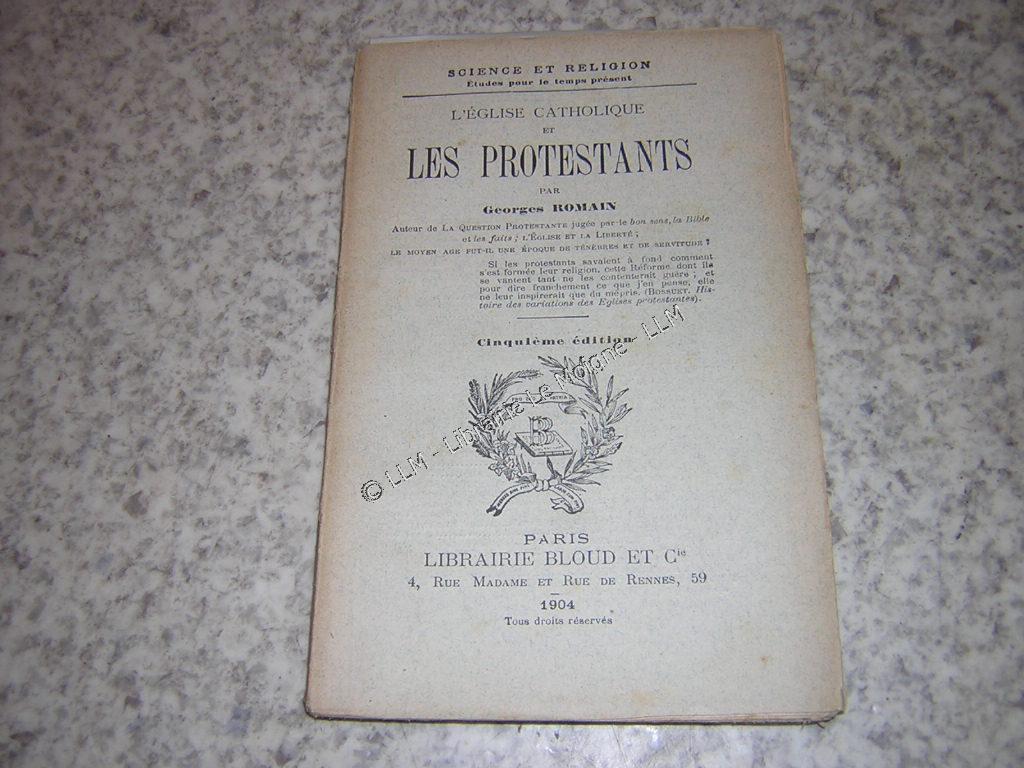 SCIENCE ET RELIGION
Études pour le temps présent
L'ÉGLISE CATHOLIQUE
ET
LES PROTESTANTS
PAR
Georges ROMAIN
Auteur de LA QUESTION PROTESTANTE jugée par le bon sens, la Bible
et les faits ; L'ÉGLISE ET LA LIBERTÉ ;
LE MOYEN AGE FUT-IL UNE ÉPOQUE DE TÉNÈBRES ET DE SERVITUDE ?
Si les protestants savaient à fond comment
s'est formée leur religion, cette Réforme dont ils
se vantent tant ne les contenterait guère ; et
pour dire franchement ce que j'en pense, elle
ne leur inspirerait que du mépris. (BOSSUET. His-
toire des variations des Eglises protestantes).
Cinquième édition
PRO PATRIA
BB
© LLM - Librairie Le Moigne - LLM
PARIS
LIBRAIRIE BLOUD ET Cie
4, RUE MADAME ET RUE DE RENNES, 59
1904
Tous droits réservés